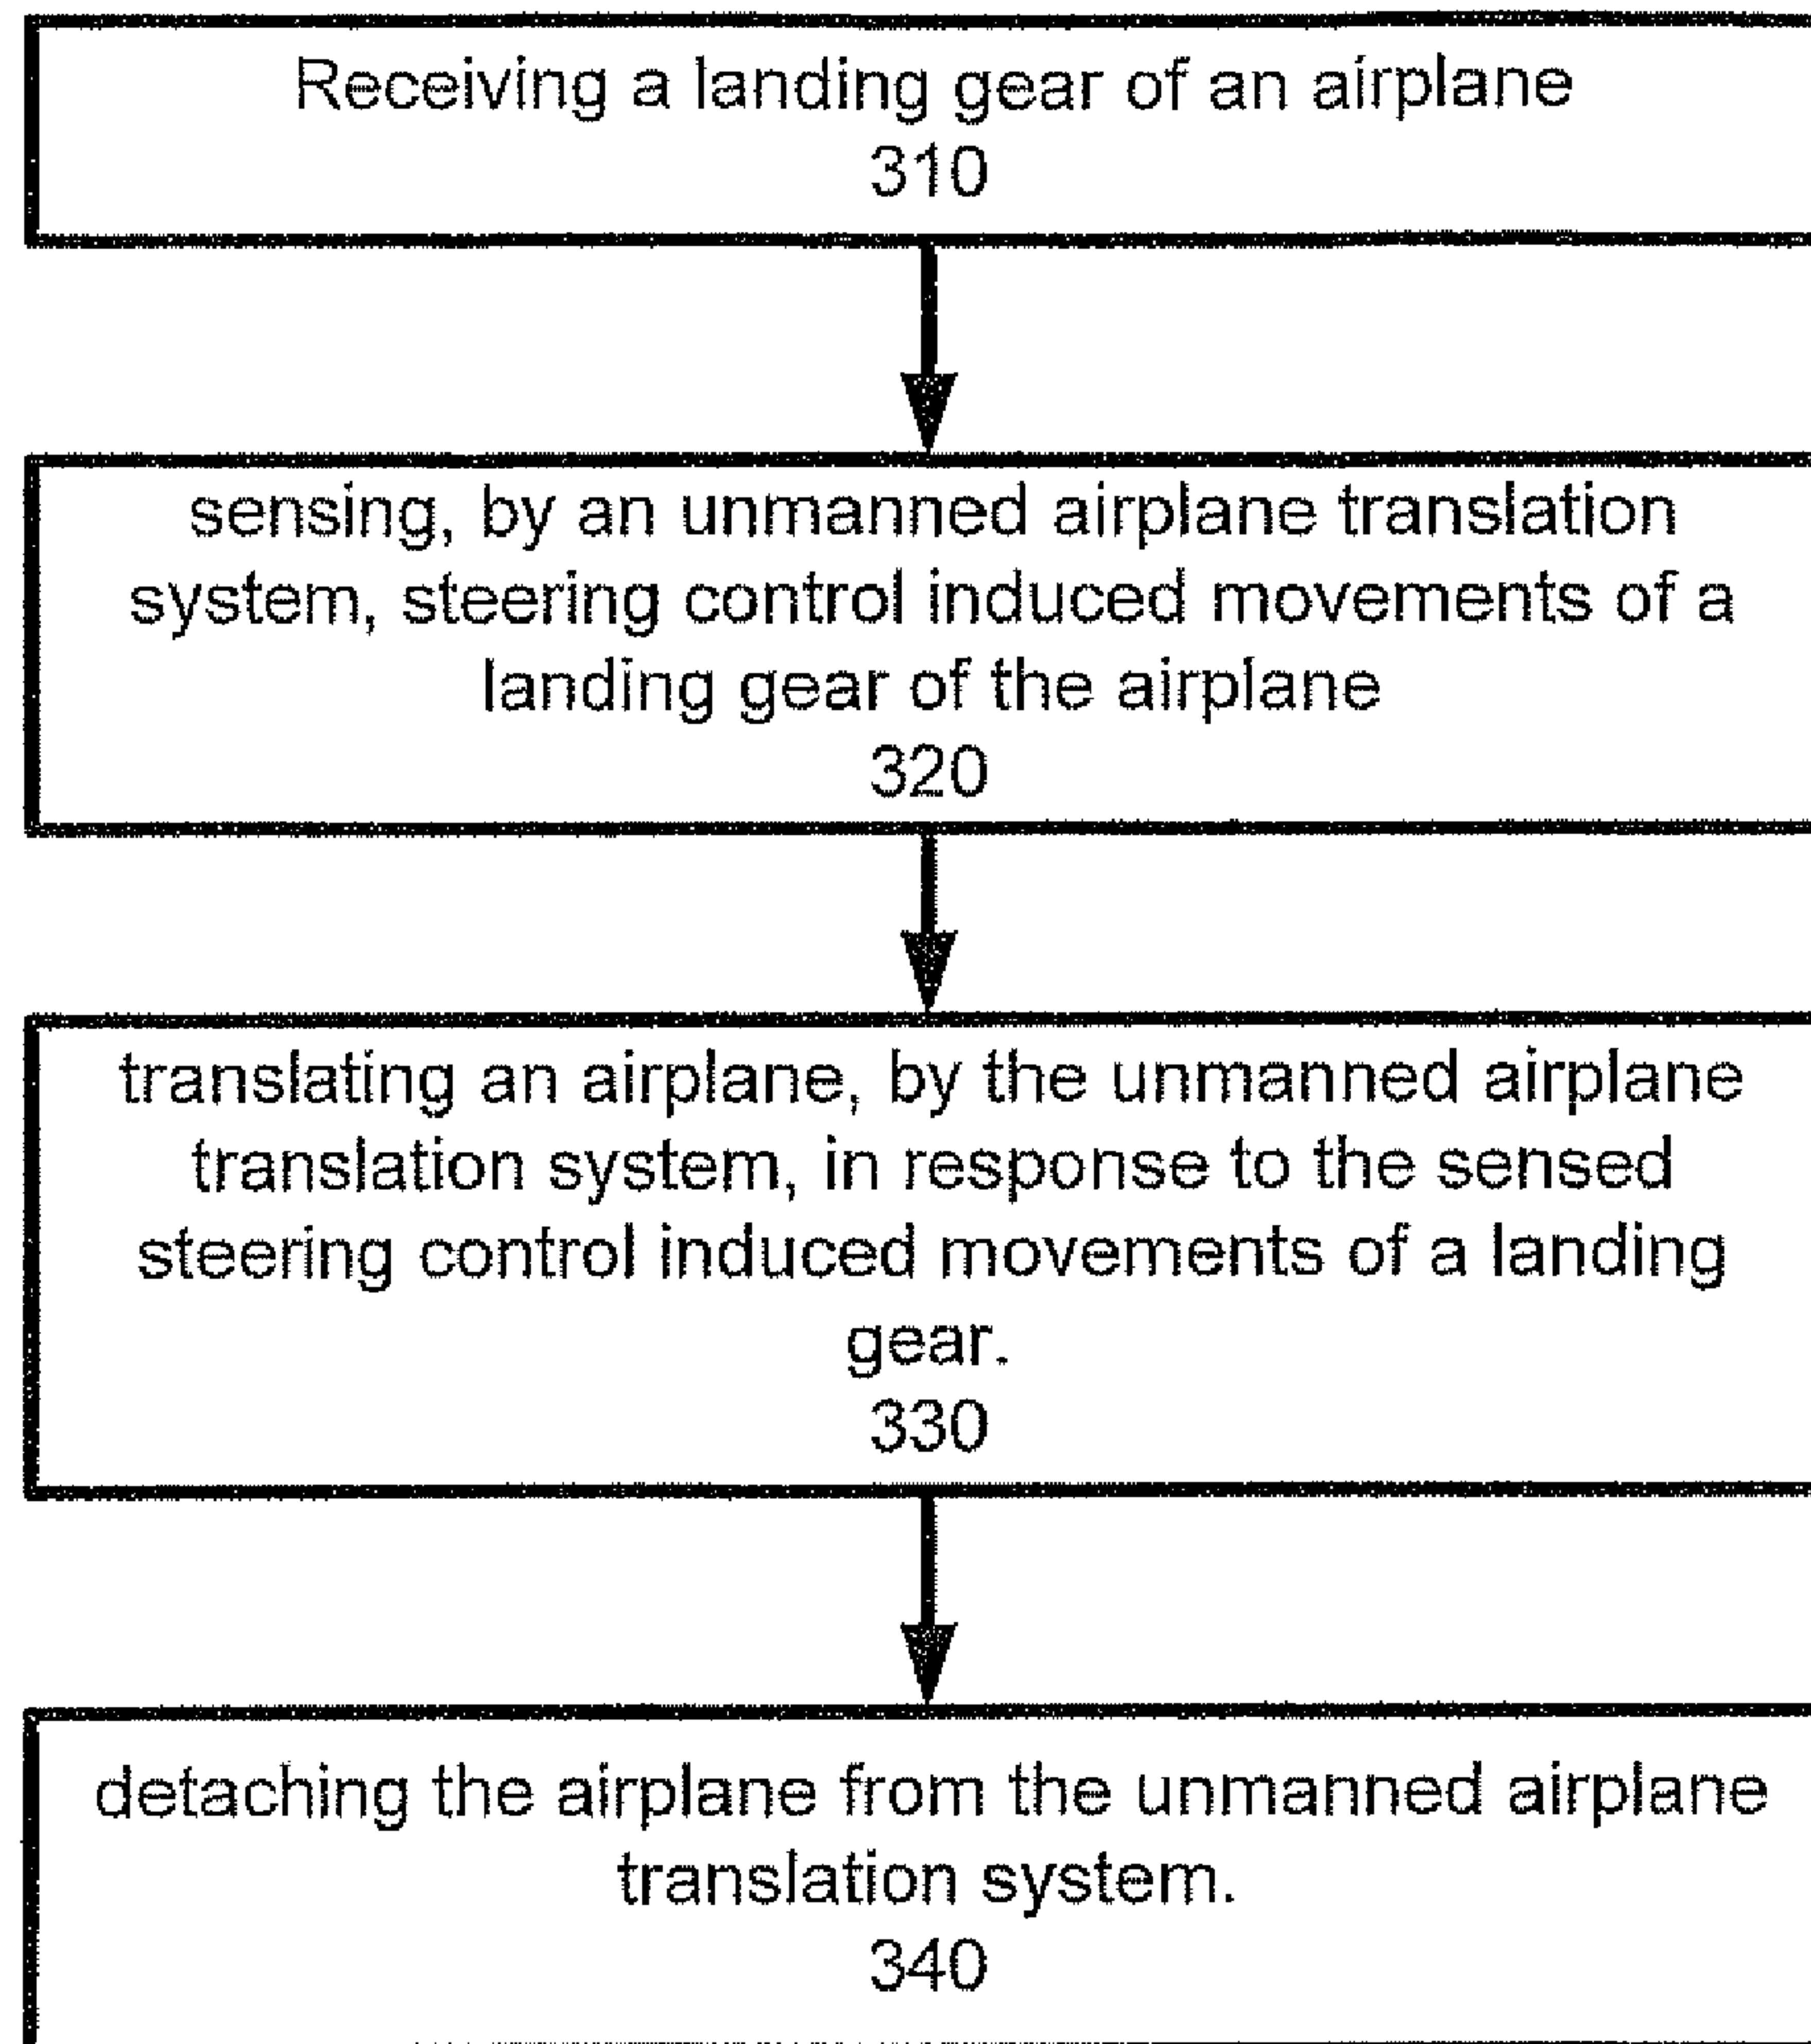 Receiving a landing gear of an airplane
310
sensing, by an unmanned airplane translation
system, steering control induced movements of a
landing gear of the airplane
320
translating an airplane, by the unmanned airplane
translation system, in response to the sensed
steering control induced movements of a landing
gear.
330
detaching the airplane from the unmanned airplane
translation system.
340